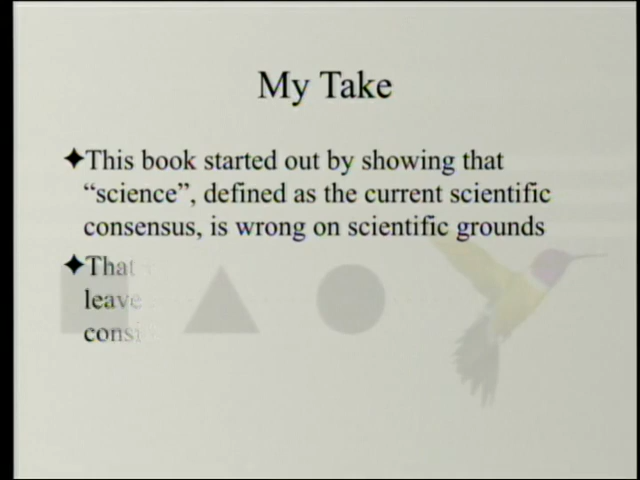 My Take
✦This book started out by showing that
“science”, defined as the current scientific
consensus, is wrong on scientific grounds
✦That
leave